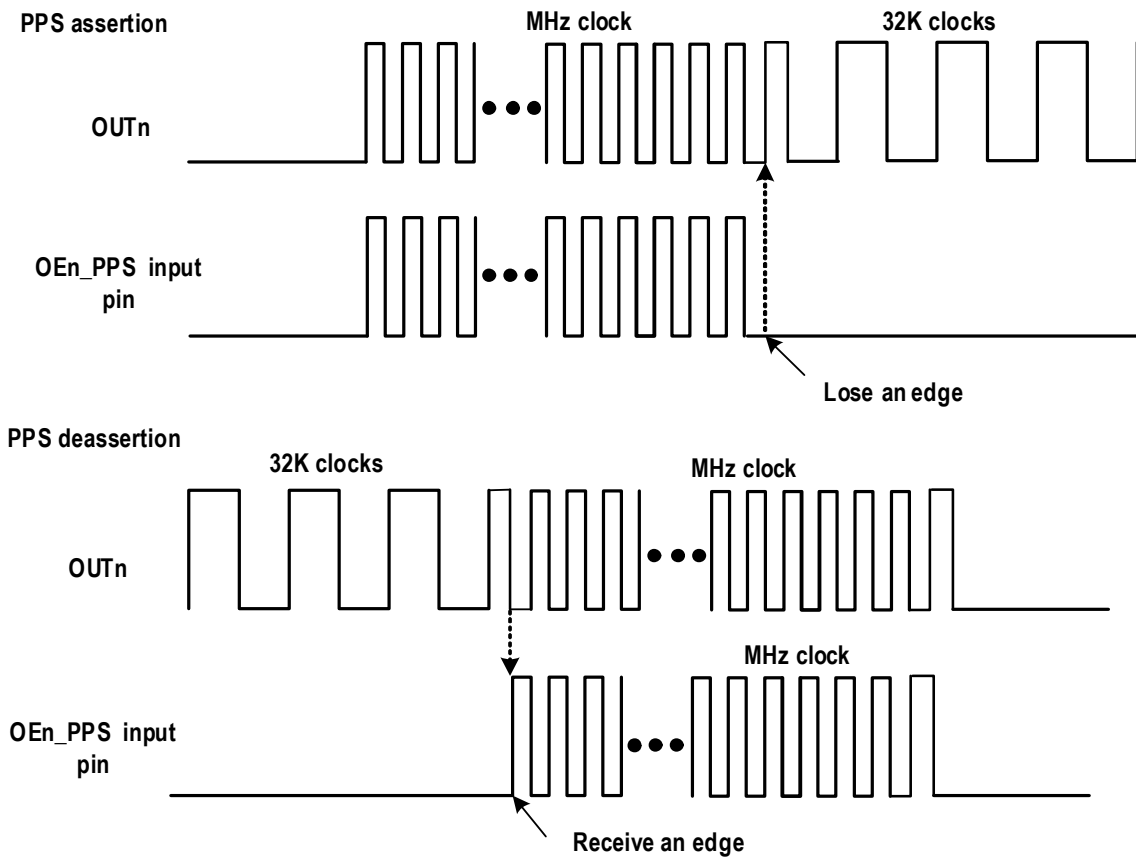 PPS assertion
MHz clock
32K clocks
OUTn
OEn_PPS input
pin
Lose an edge
PPS deassertion
32K clocks
MHz clock
OUTn
MHz clock
OEn_PPS input
pin
Receive an edge